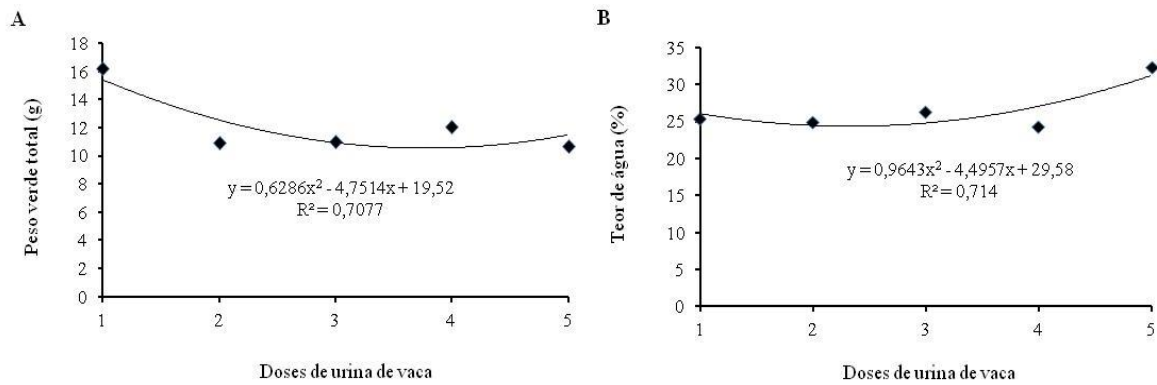 A
Peso verde total (g)
18
16
14
12
10
8
6
4
2
0
y = 0,6286x² - 4,7514x + 19,52
R² = 0,7077
1 2 3 4 5
Doses de urina de vaca
B
Teor de água (%)
35
30
25
20
15
10
5
0
y = 0,9643x² - 4,4957x + 29,58
R² = 0,714
1 2 3 4 5
Doses de urina de vaca